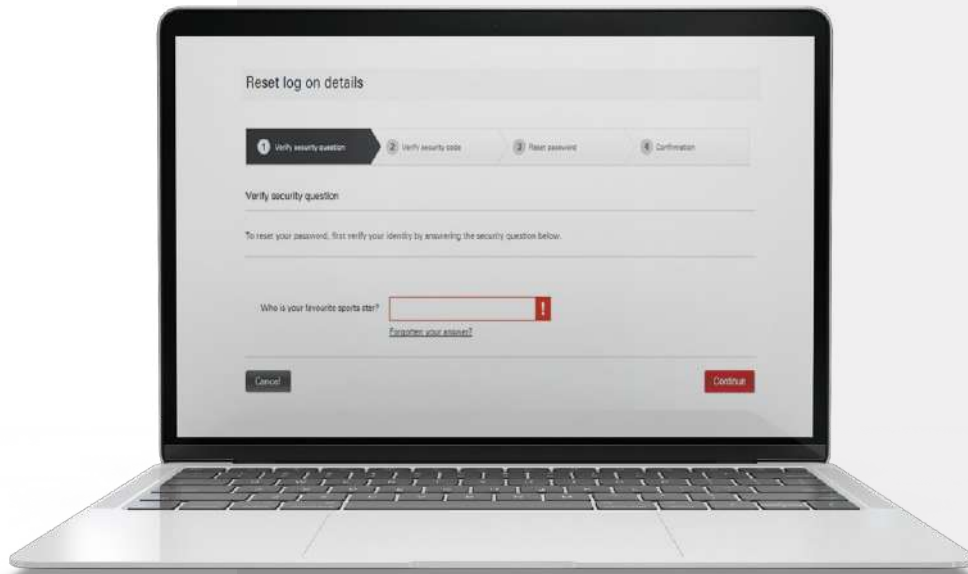 Reset log on details
1 Verify security question 2 Verify security code 3 Reset password 4 Confirmation
Verify security question
To reset your password, first verify your identity by answering the security question below.
Who is your favourite sports star? !
Forgotten your answer?
Cancel Continue